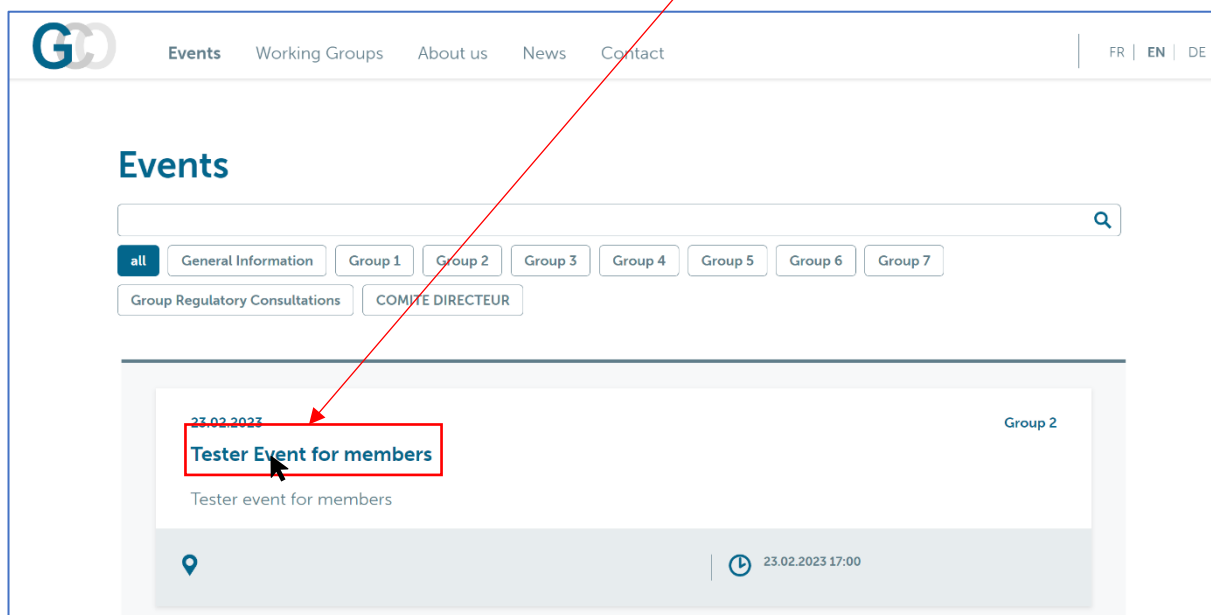 GCO
Events Working Groups About us News Contact FR EN DE
Events
all General Information Group 1 Group 2 Group 3 Group 4 Group 5 Group 6 Group 7
Group Regulatory Consultations COMITE DIRECTEUR
23.02.2023 Group 2
Tester Event for members
Tester event for members
23.02.2023 17:00